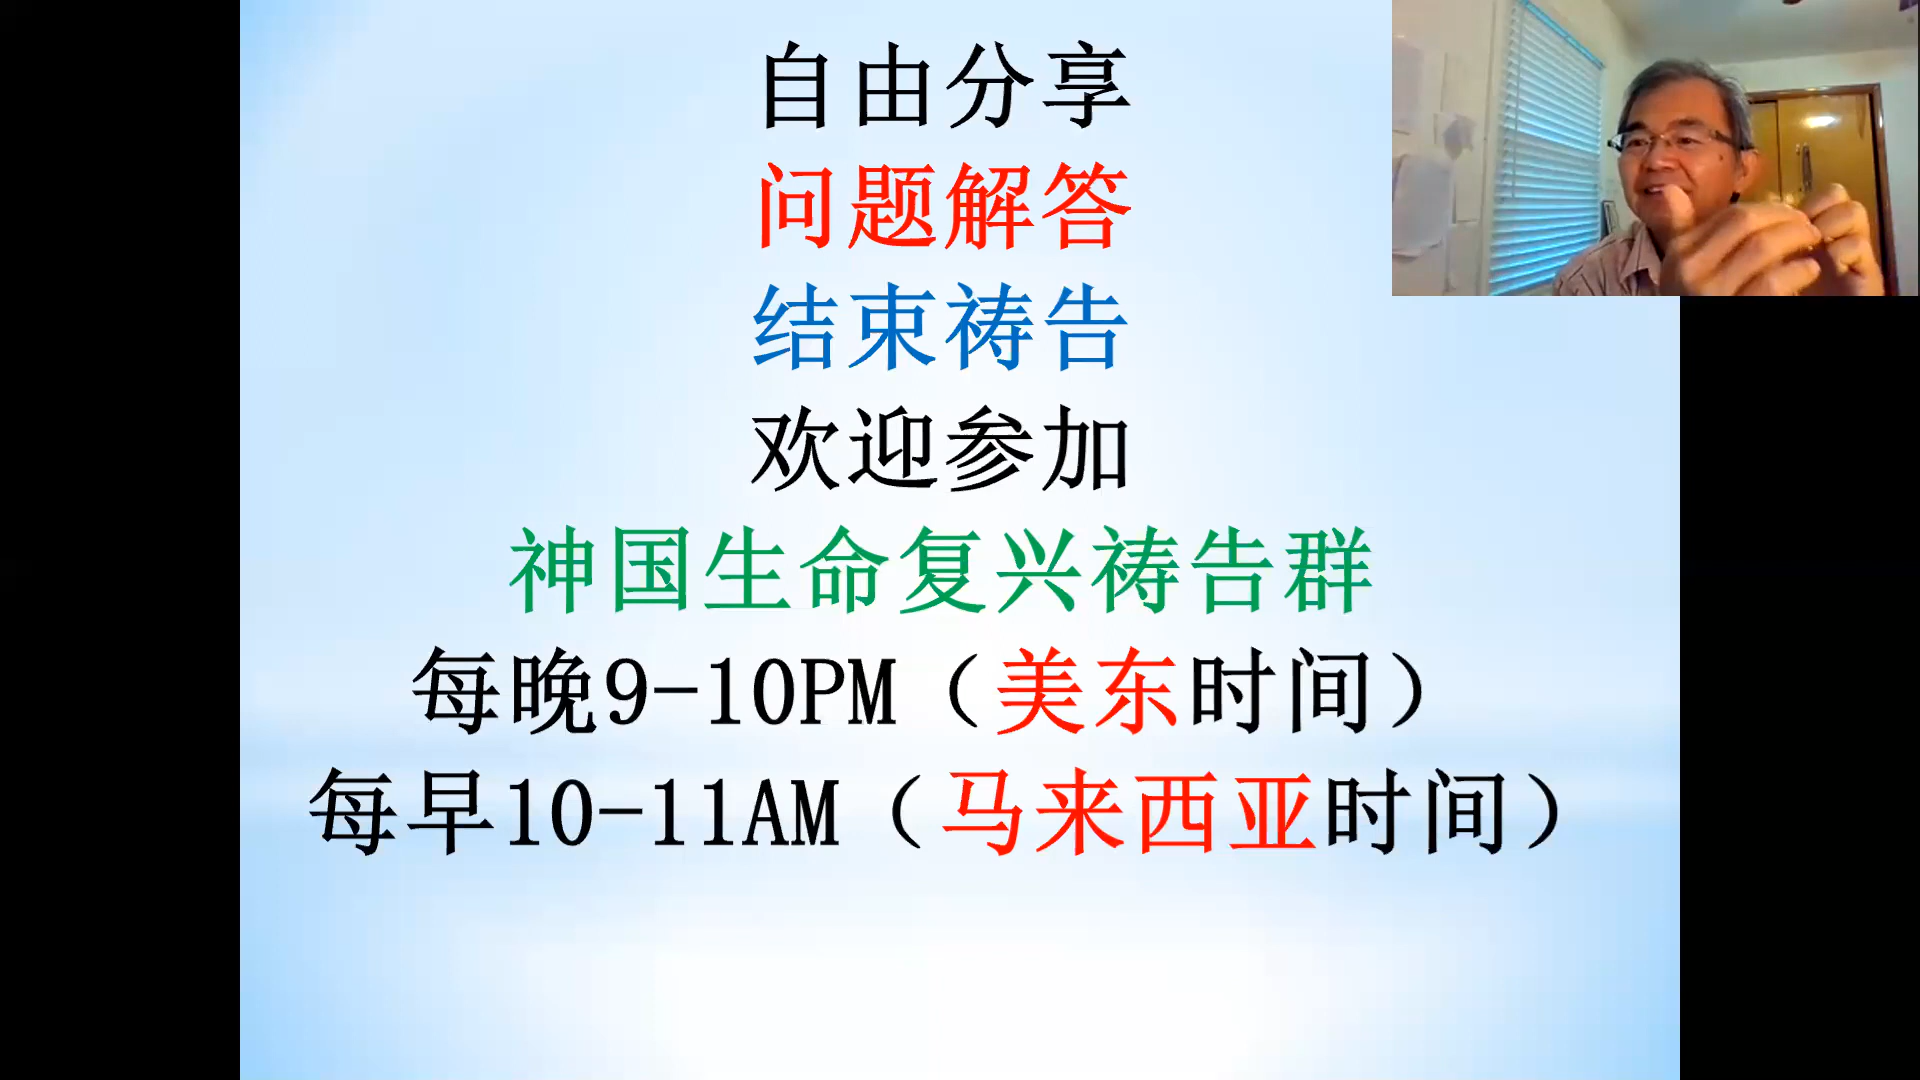 自由分享
问题解答
结束祷告
欢迎参加
神国生命复兴祷告群
每晚9-10PM（美东时间）
每早10-11AM（马来西亚时间）